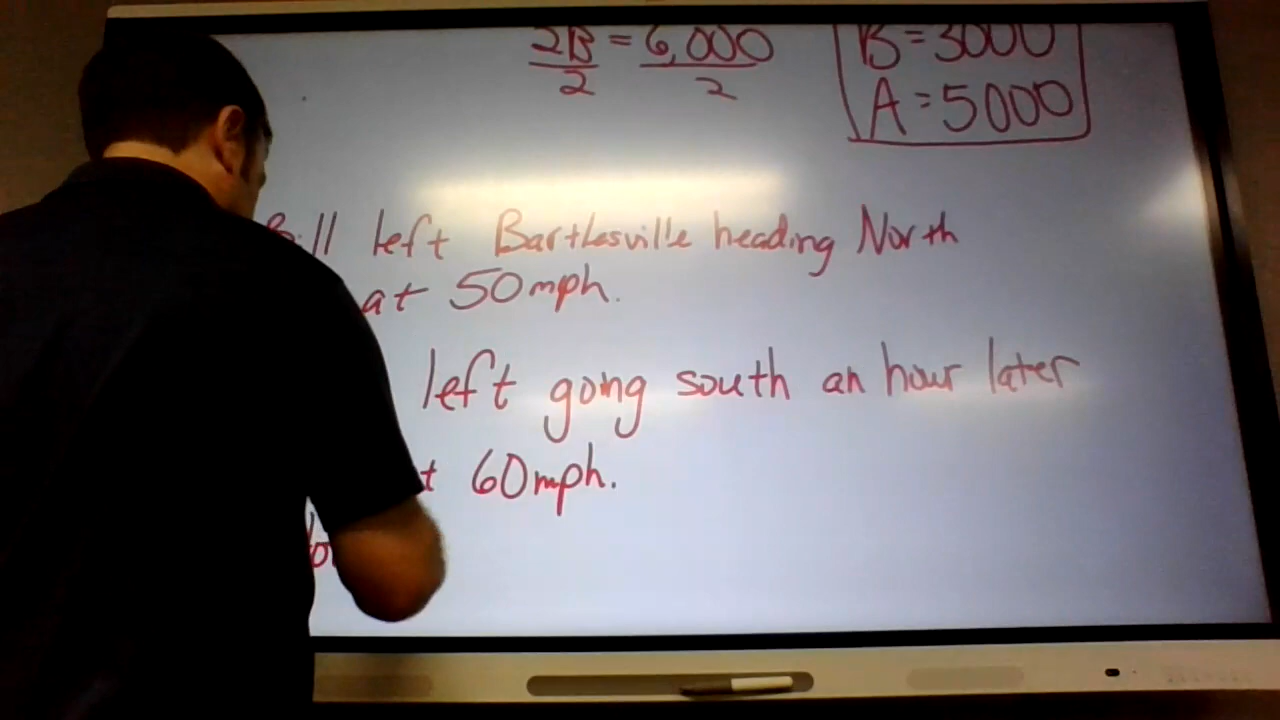 2B = 6,000
2 2
B = 3000
A = 5000
Bill left Bartlesville heading North
at 50mph.
left going south an hour later
60mph.